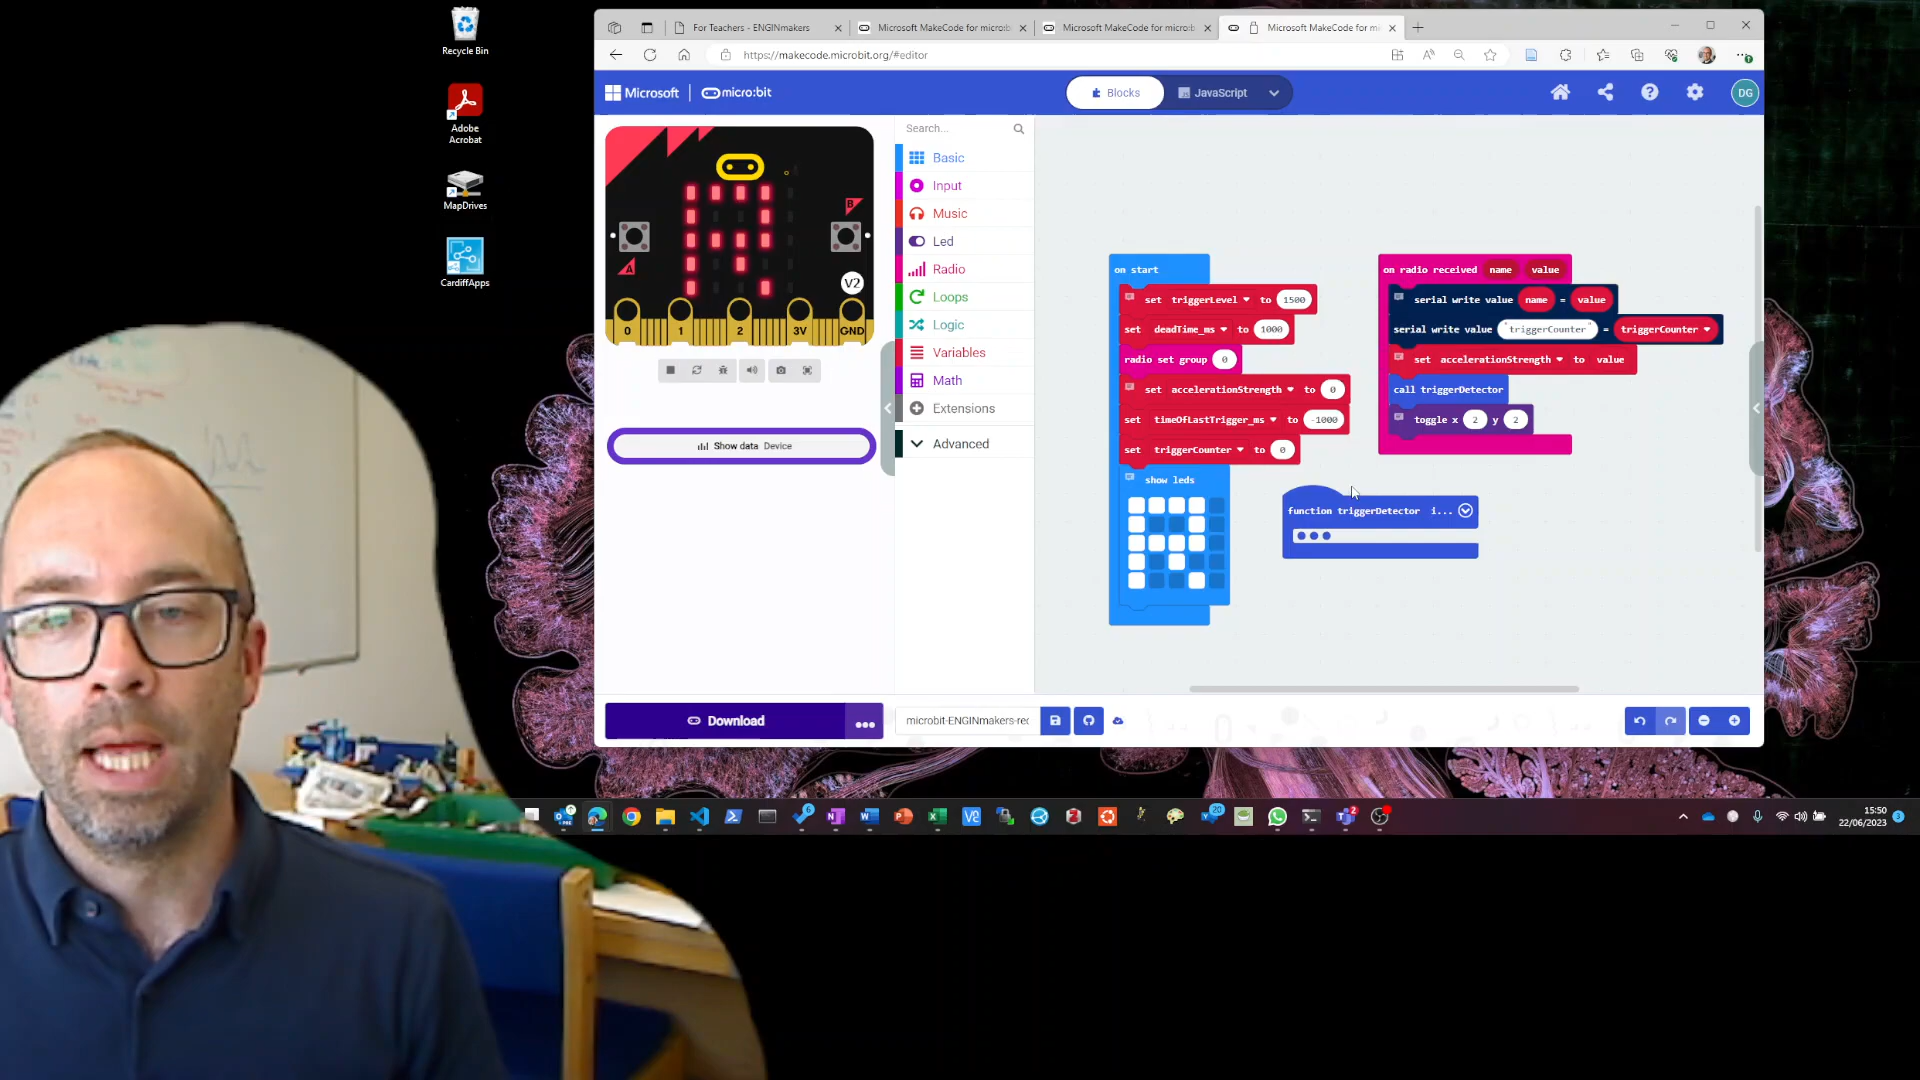 Recycle Bin
Adobe
Acrobat
MapDrives
CardiffApps
For Teachers - ENGINmakers
Microsoft MakeCode for micro:b
Microsoft MakeCode for micro:b
Microsoft MakeCode for mi
https://makecode.microbit.org/#editor
Microsoft
micro:bit
Blocks
JavaScript
DG
A
B
V2
0
1
2
3V
GND
Show data Device
Search...
Basic
Input
Music
Led
Radio
Loops
Logic
Variables
Math
Extensions
Advanced
on start
set triggerLevel to 1500
set deadTime_ms to 1000
radio set group 0
set accelerationStrength to 0
set timeOfLastTrigger_ms to -1000
set triggerCounter to 0
show leds
on radio received name value
serial write value name = value
serial write value "triggerCounter" = triggerCounter
set accelerationStrength to value
call triggerDetector
toggle x 2 y 2
function triggerDetector i...
Download
microbit-ENGINmakers-rec
15:50
22/06/2023
3
6
20
2